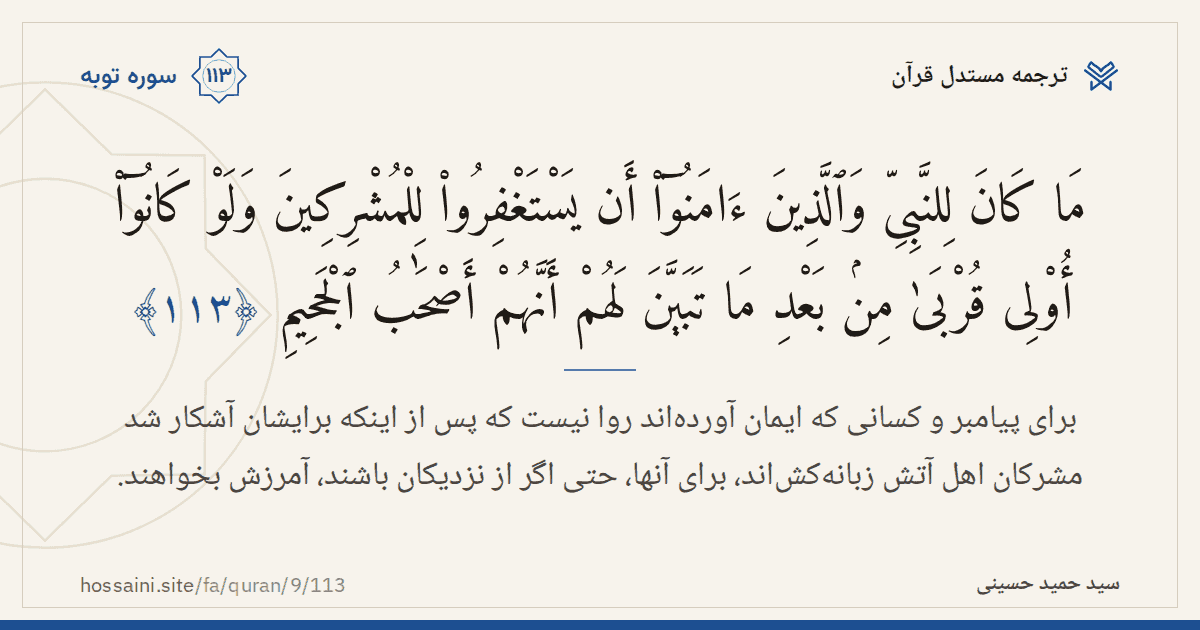 ترجمه مستدل قرآن
۱۱۳ سوره توبه
مَا كَانَ لِلنَّبِيِّ وَٱلَّذِينَ ءَامَنُوٓاْ أَن يَسْتَغْفِرُواْ لِلْمُشْرِكِينَ وَلَوْ كَانُوٓاْ
أُوْلِى قُرْبَىٰ مِنۢ بَعْدِ مَا تَبَيَّنَ لَهُمْ أَنَّهُمْ أَصْحَٰبُ ٱلْجَحِيمِ ﴿١١٣﴾
برای پیامبر و کسانی که ایمان آورده‌اند روا نیست که پس از اینکه برایشان آشکار شد
مشرکان اهل آتش زبانه‌کش‌اند، برای آنها، حتی اگر از نزدیکان باشند، آمرزش بخواهند.
سید حمید حسینی
hossaini.site/fa/quran/9/113